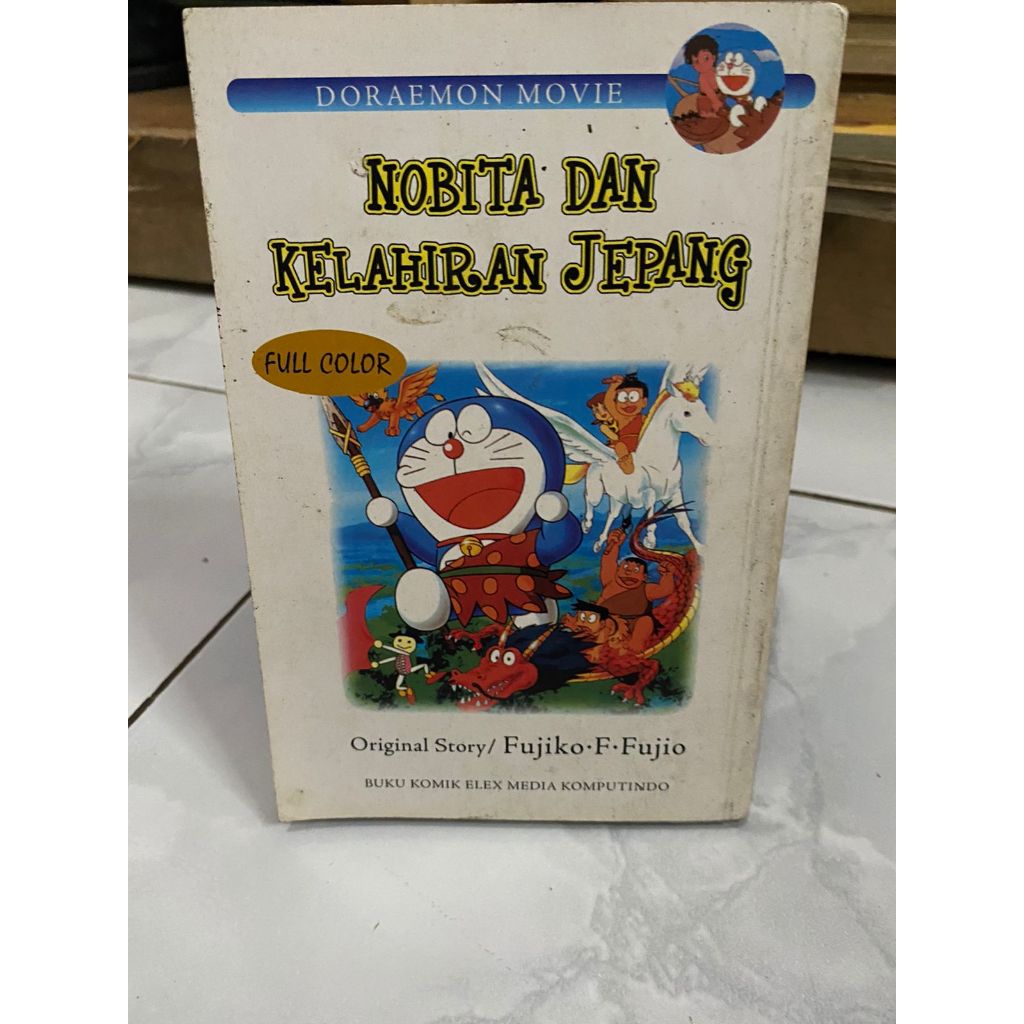 DORAEMON MOVIE
NOBITA DAN
KELAHIRAN JEPANG
FULL COLOR
Original Story/ Fujiko·F·Fujio
BUKU KOMIK ELEX MEDIA KOMPUTINDO